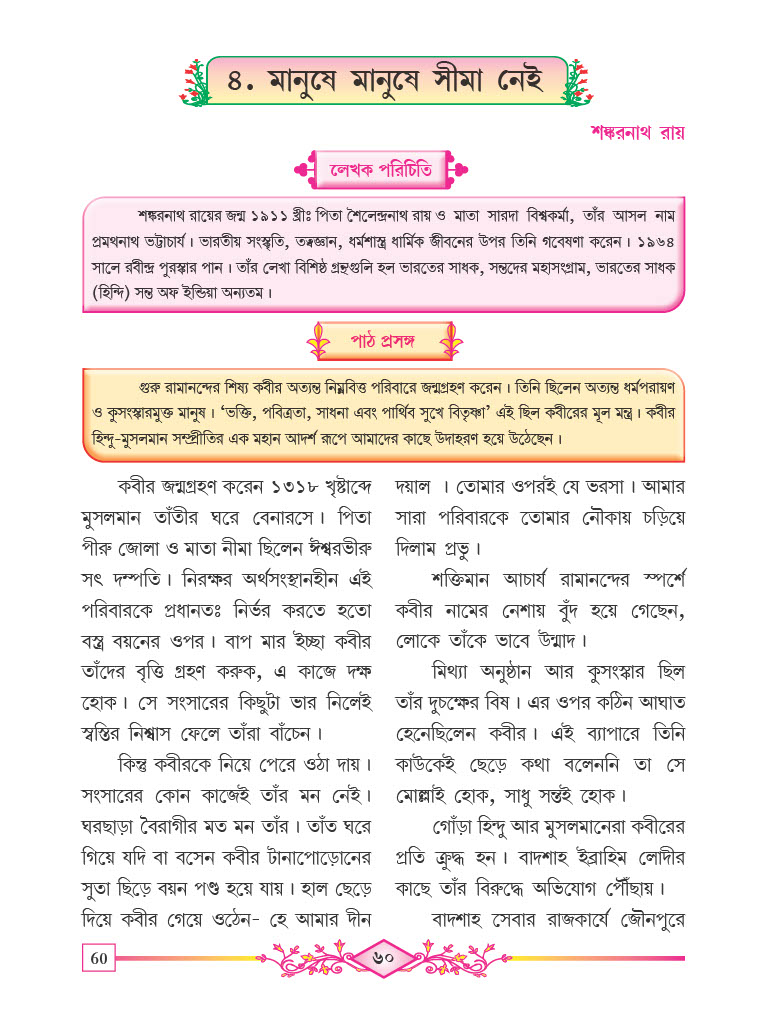 ৪. মানুষে মানুষে সীমা নেই
শঙ্করনাথ রায়
লেখক পরিচিতি
শঙ্করনাথ রায়ের জন্ম ১৯১১ খ্রীঃ পিতা শৈলেন্দ্রনাথ রায় ও মাতা সারদা বিশ্বকর্মা, তাঁর আসল নাম
প্রমথনাথ ভট্টাচার্য। ভারতীয় সংস্কৃতি, তত্ত্বজ্ঞান, ধর্মশাস্ত্র ধার্মিক জীবনের উপর তিনি গবেষণা করেন। ১৯৬৪
সালে রবীন্দ্র পুরস্কার পান। তাঁর লেখা বিশিষ্ঠ গ্রন্থগুলি হল ভারতের সাধক, সন্তদের মহাসংগ্রাম, ভারতের সাধক
(হিন্দি) সন্ত অফ ইন্ডিয়া অন্যতম।
পাঠ প্রসঙ্গ
গুরু রামানন্দের শিষ্য কবীর অত্যন্ত নিম্নবিত্ত পরিবারে জন্মগ্রহণ করেন। তিনি ছিলেন অত্যন্ত ধর্মপরায়ণ
ও কুসংস্কারমুক্ত মানুষ। ‘ভক্তি, পবিত্রতা, সাধনা এবং পার্থিব সুখে বিতৃষ্ণা’ এই ছিল কবীরের মূল মন্ত্র। কবীর
হিন্দু-মুসলমান সম্প্রীতির এক মহান আদর্শ রূপে আমাদের কাছে উদাহরণ হয়ে উঠেছেন।
কবীর জন্মগ্রহণ করেন ১৩১৮ খৃষ্টাব্দে
মুসলমান তাঁতীর ঘরে বেনারসে। পিতা
পীরু জোলা ও মাতা নীমা ছিলেন ঈশ্বরভীরু
সৎ দম্পতি। নিরক্ষর অর্থসংস্থানহীন এই
পরিবারকে প্রধানতঃ নির্ভর করতে হতো
বস্ত্র বয়নের ওপর। বাপ মার ইচ্ছা কবীর
তাঁদের বৃত্তি গ্রহণ করুক, এ কাজে দক্ষ
হোক। সে সংসারের কিছুটা ভার নিলেই
স্বস্তির নিশ্বাস ফেলে তাঁরা বাঁচেন।
কিন্তু কবীরকে নিয়ে পেরে ওঠা দায়।
সংসারের কোন কাজেই তাঁর মন নেই।
ঘরছাড়া বৈরাগীর মত মন তাঁর। তাঁত ঘরে
গিয়ে যদি বা বসেন কবীর টানাপোড়োনের
সুতা ছিড়ে বয়ন পণ্ড হয়ে যায়। হাল ছেড়ে
দিয়ে কবীর গেয়ে ওঠেন- হে আমার দীন
দয়াল । তোমার ওপরই যে ভরসা। আমার
সারা পরিবারকে তোমার নৌকায় চড়িয়ে
দিলাম প্রভু।
শক্তিমান আচার্য রামানন্দের স্পর্শে
কবীর নামের নেশায় বুঁদ হয়ে গেছেন,
লোকে তাঁকে ভাবে উন্মাদ।
মিথ্যা অনুষ্ঠান আর কুসংস্কার ছিল
তাঁর দুচক্ষের বিষ। এর ওপর কঠিন আঘাত
হেনেছিলেন কবীর। এই ব্যাপারে তিনি
কাউকেই ছেড়ে কথা বলেননি তা সে
মোল্লাই হোক, সাধু সন্তই হোক।
গোঁড়া হিন্দু আর মুসলমানেরা কবীরের
প্রতি ক্রুদ্ধ হন। বাদশাহ ইব্রাহিম লোদীর
কাছে তাঁর বিরুদ্ধে অভিযোগ পৌঁছায়।
বাদশাহ সেবার রাজকার্যে জৌনপুরে
60
৬০